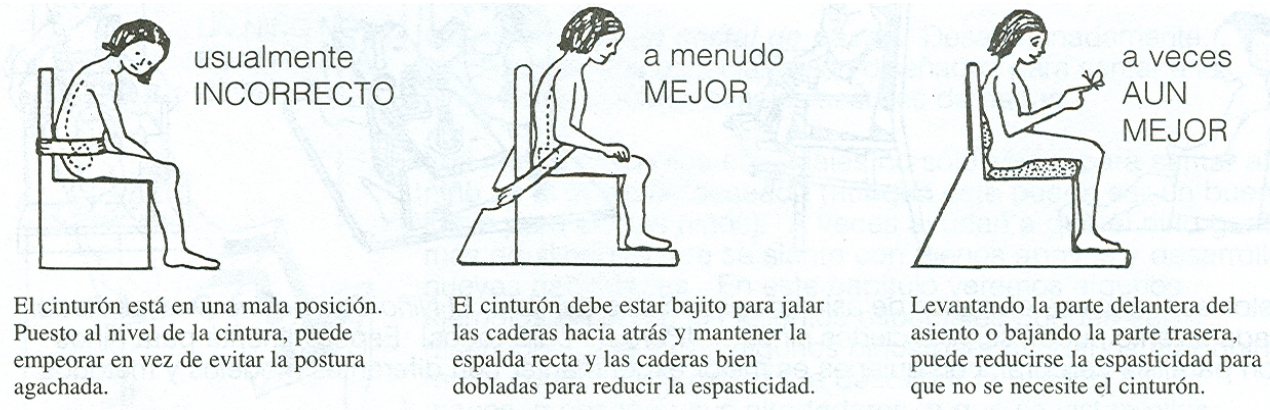 usualmente
INCORRECTO
a menudo
MEJOR
a veces
AUN
MEJOR
El cinturón está en una mala posición.
Puesto al nivel de la cintura, puede
empeorar en vez de evitar la postura
agachada.
El cinturón debe estar bajito para jalar
las caderas hacia atrás y mantener la
espalda recta y las caderas bien
dobladas para reducir la espasticidad.
Levantando la parte delantera del
asiento o bajando la parte trasera,
puede reducirse la espasticidad para
que no se necesite el cinturón.